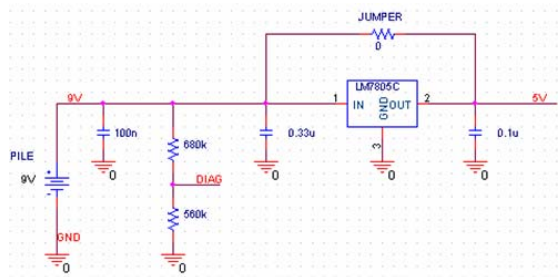 JUMPER
0
LM7805C
9V
1
IN
GND
OUT
2
5V
100n
680k
0.33u
3
0.1u
PILE
9V
0
DIAG
0
0
0
560k
GND
0
0